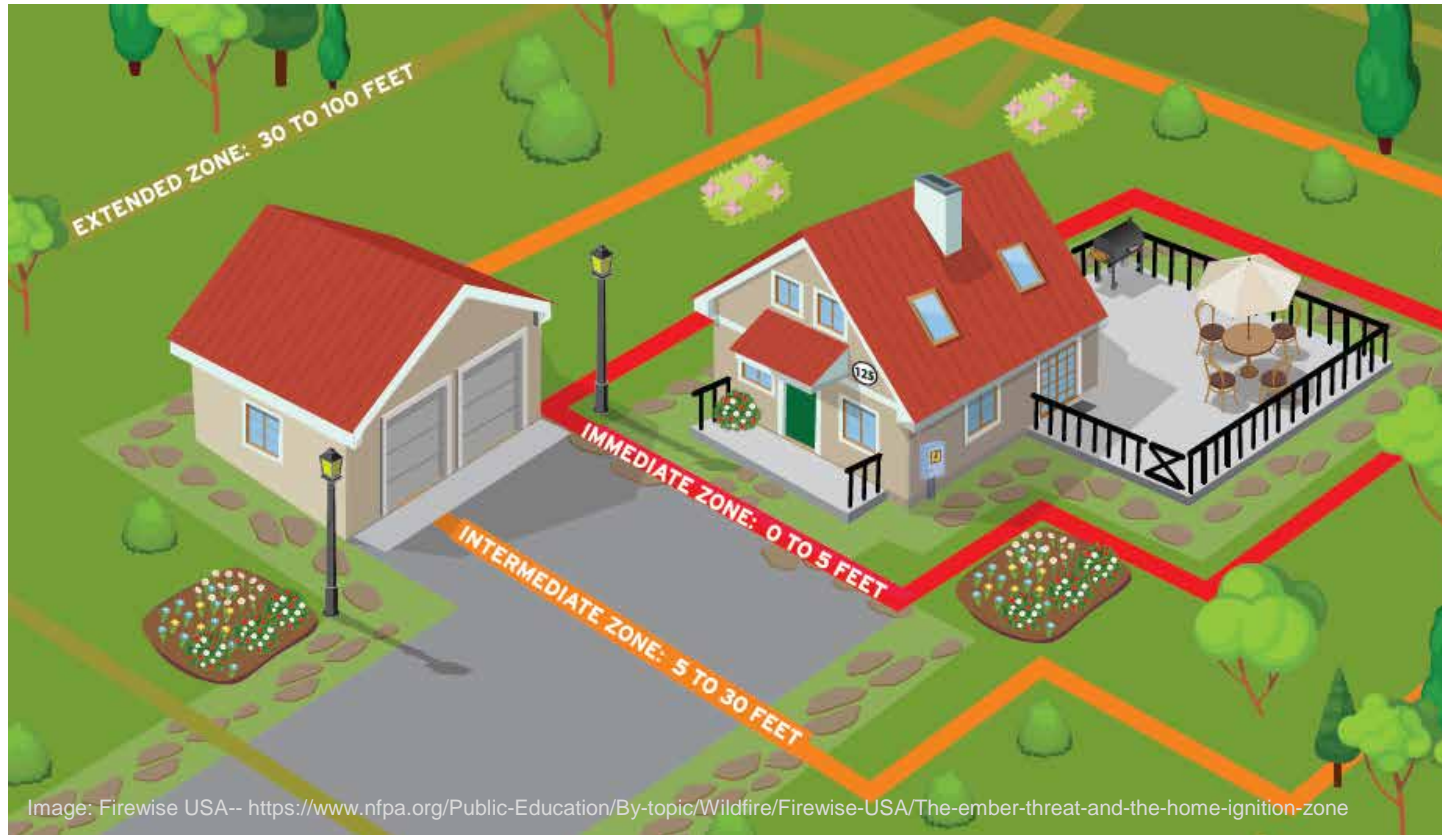 EXTENDED ZONE: 30 TO 100 FEET
125
IMMEDIATE ZONE: 0 TO 5 FEET
INTERMEDIATE ZONE: 5 TO 30 FEET
Image: Firewise USA-- https://www.nfpa.org/Public-Education/By-topic/Wildfire/Firewise-USA/The-ember-threat-and-the-home-ignition-zone